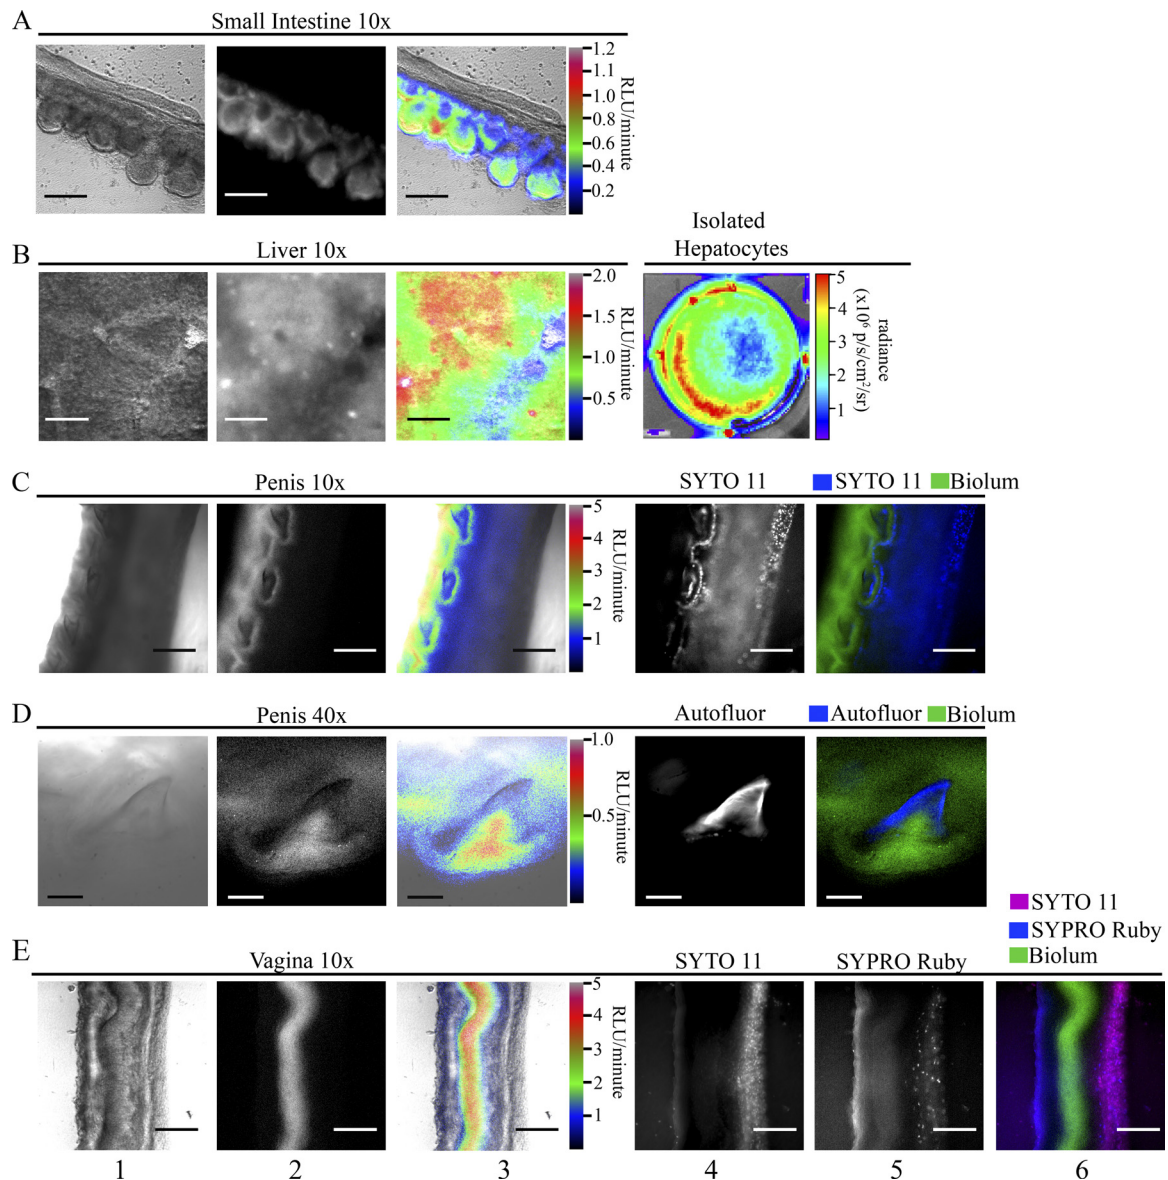 A
Small Intestine 10x
1.2
1.1
1.0
0.8
0.6
0.4
0.2
RLU/minute
B
Liver 10x
Isolated
Hepatocytes
2.0
1.5
1.0
0.5
RLU/minute
5
4
3
2
1
radiance
(x10⁶ p/s/cm²/sr)
C
Penis 10x
SYTO 11
SYTO 11 Biolum
5
4
3
2
1
RLU/minute
D
Penis 40x
Autofluor
Autofluor Biolum
1.0
0.5
RLU/minute
SYTO 11
SYPRO Ruby
Biolum
E
Vagina 10x
SYTO 11
SYPRO Ruby
5
4
3
2
1
RLU/minute
1 2 3 4 5 6